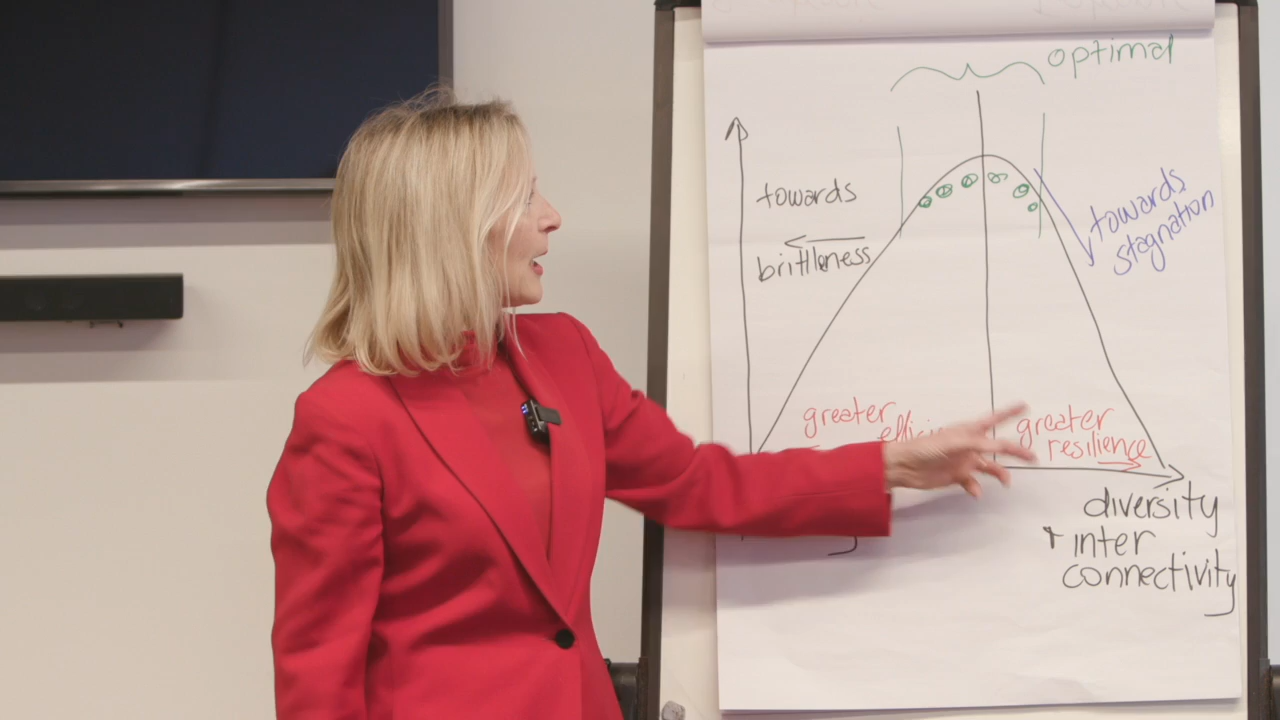 optimal
towards
brittleness
towards
stagnation
greater
greater
resilience
diversity
+ inter
connectivity